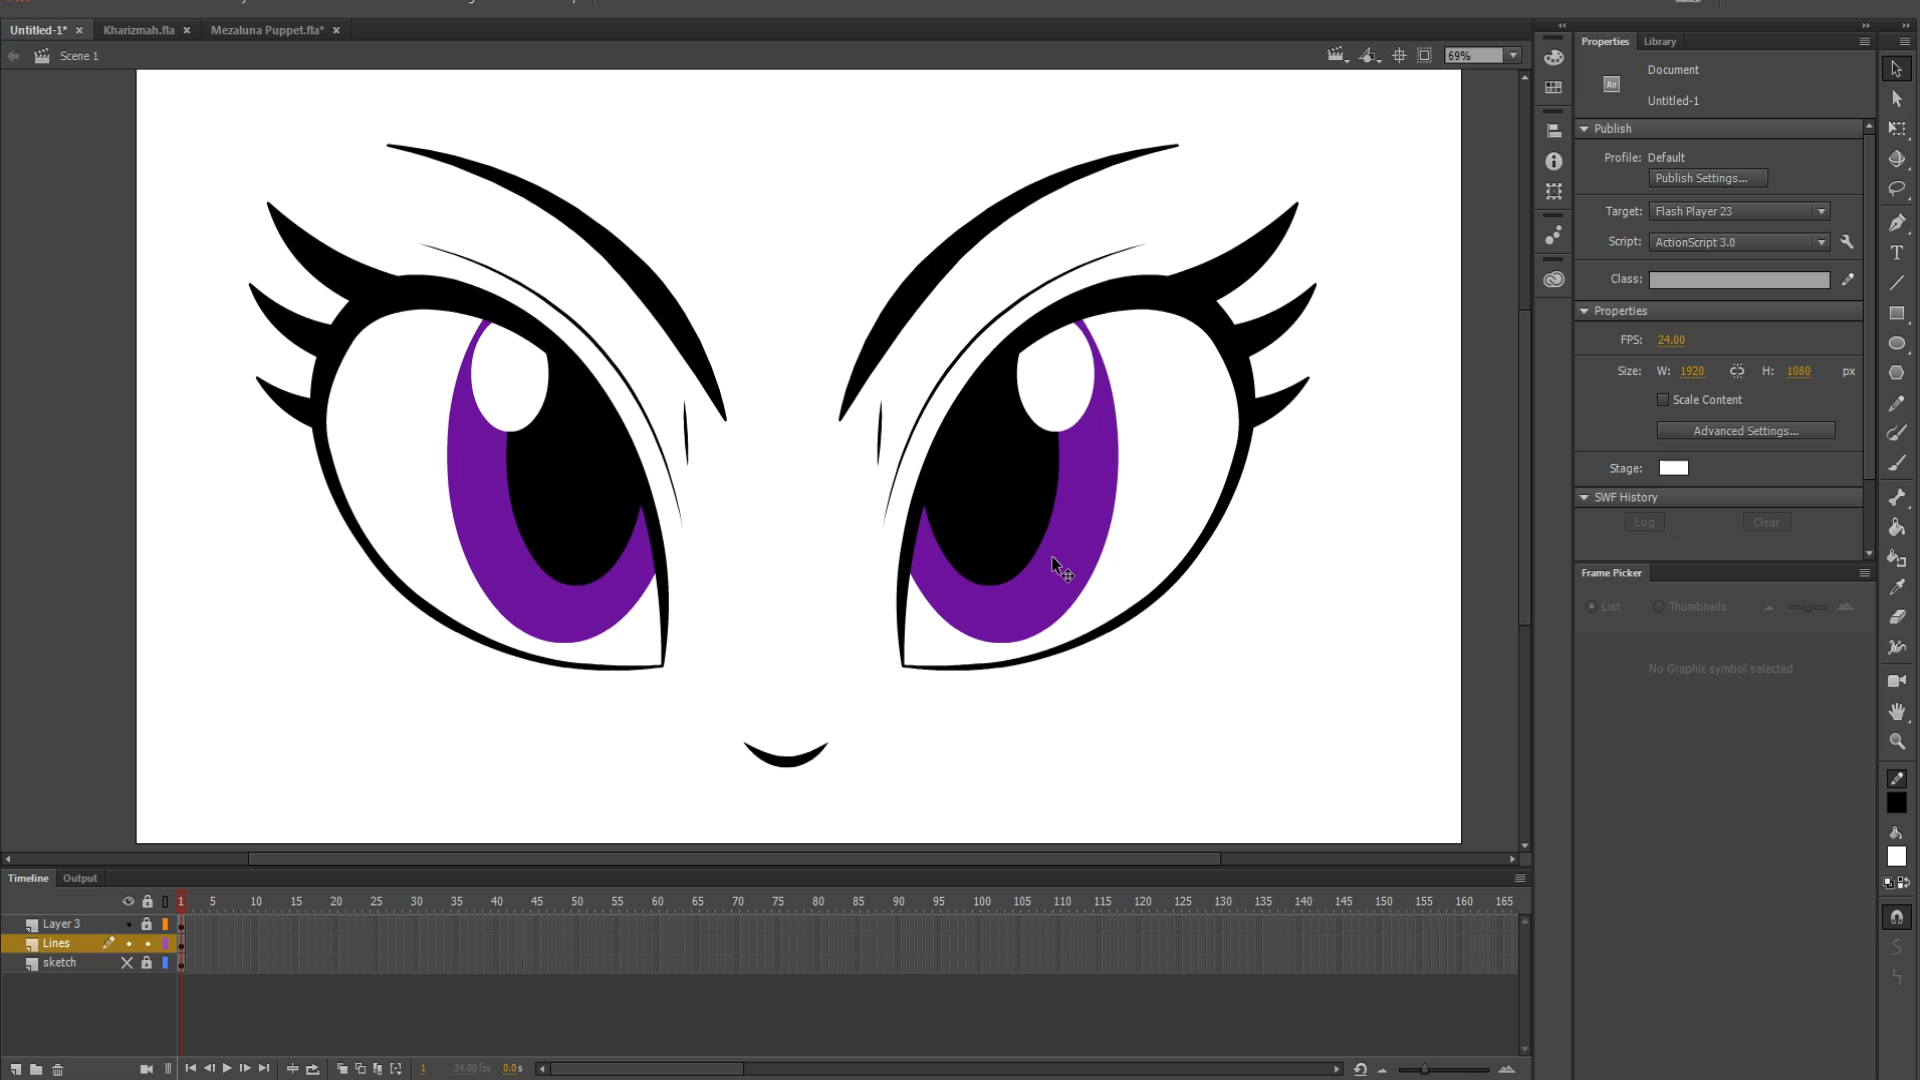 Untitled-1* × Kharizmah.fla × Mezaluna Puppet.fla* ×
Scene 1
69%
Properties Library
Document
An
Untitled-1
Publish
Profile: Default
Publish Settings...
Target: Flash Player 23
Script: ActionScript 3.0
Class:
Properties
FPS: 24.00
Size: W: 1920 H: 1080 px
Scale Content
Advanced Settings...
Stage:
SWF History
Log Clear
Frame Picker
List Thumbnails
No Graphic symbol selected
Timeline Output
1 5 10 15 20 25 30 35 40 45 50 55 60 65 70 75 80 85 90 95 100 105 110 115 120 125 130 135 140 145 150 155 160 165
Layer 3
Lines
sketch
1 24.00 fps 0.0 s